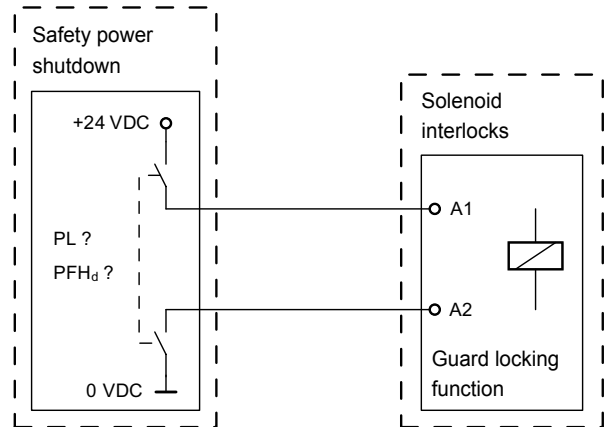 Safety power
shutdown
+24 VDC
PL ?
PFHd ?
0 VDC
Solenoid
interlocks
A1
A2
Guard locking
function